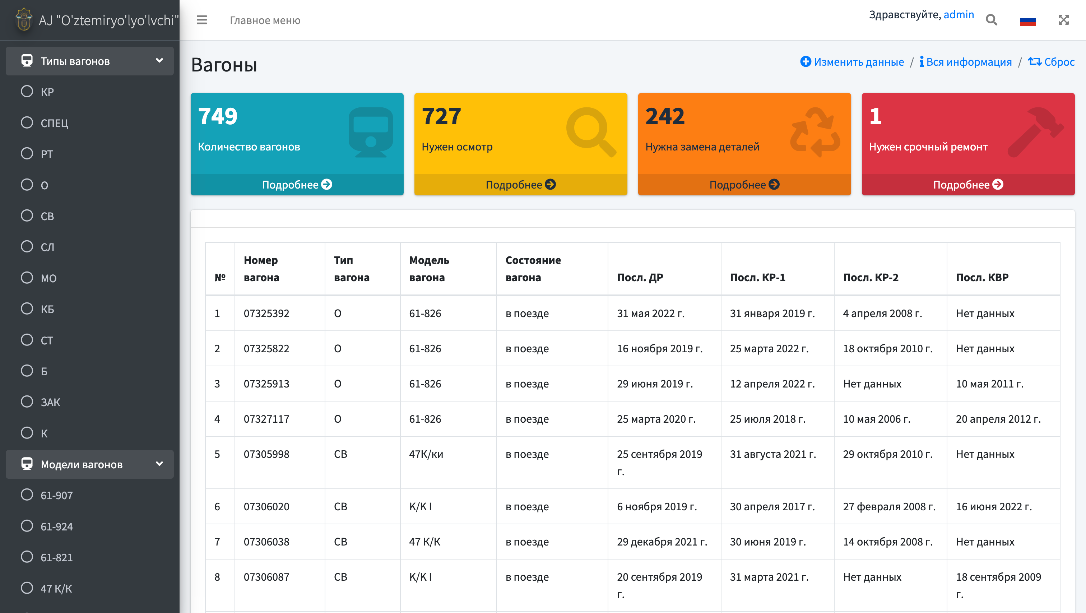 AJ "O'ztemiryo'lyo'lvchi"
Главное меню
Здравствуйте, admin
Типы вагонов
КР
СПЕЦ
РТ
О
СВ
СЛ
МО
КБ
СТ
Б
ЗАК
К
Модели вагонов
61-907
61-924
61-821
47 К/К
Вагоны
Изменить данные / Вся информация / Сброс
749
Количество вагонов
Подробнее
727
Нужен осмотр
Подробнее
242
Нужна замена деталей
Подробнее
1
Нужен срочный ремонт
Подробнее
№ Номер вагона Тип вагона Модель вагона Состояние вагона Посл. ДР Посл. КР-1 Посл. КР-2 Посл. КВР
1 07325392 О 61-826 в поезде 31 мая 2022 г. 31 января 2019 г. 4 апреля 2008 г. Нет данных
2 07325822 О 61-826 в поезде 16 ноября 2019 г. 25 марта 2022 г. 18 октября 2010 г. Нет данных
3 07325913 О 61-826 в поезде 29 июня 2019 г. 12 апреля 2022 г. Нет данных 10 мая 2011 г.
4 07327117 О 61-826 в поезде 25 марта 2020 г. 25 июля 2018 г. 10 мая 2006 г. 20 апреля 2012 г.
5 07305998 СВ 47К/ки в поезде 25 сентября 2019 г. 31 августа 2021 г. 29 октября 2010 г. Нет данных
6 07306020 СВ K/K I в поезде 6 ноября 2019 г. 30 апреля 2017 г. 27 февраля 2008 г. 16 июня 2022 г.
7 07306038 СВ 47 К/К в поезде 29 декабря 2021 г. 30 июня 2019 г. 14 октября 2008 г. Нет данных
8 07306087 СВ K/K I в поезде 20 сентября 2019 г. 31 марта 2021 г. Нет данных 18 сентября 2009 г.